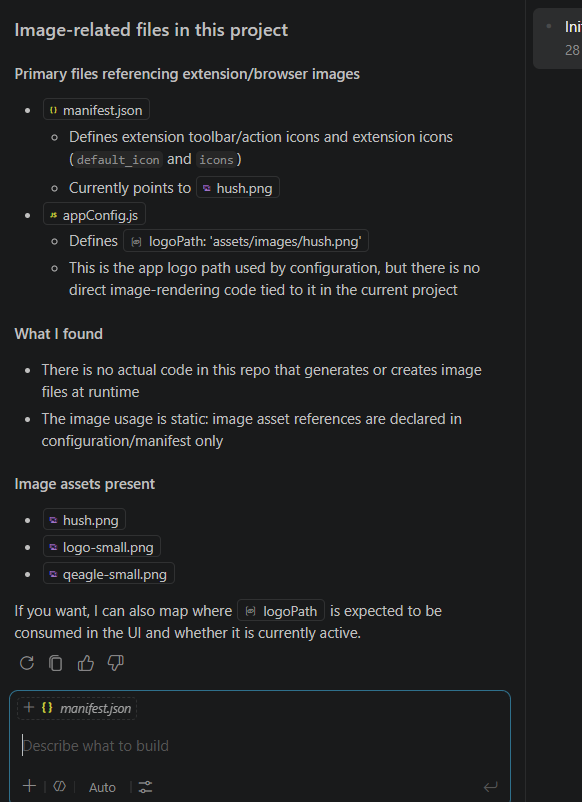 Image-related files in this project
Ini
28
Primary files referencing extension/browser images
manifest.json
Defines extension toolbar/action icons and extension icons
(default_icon and icons)
Currently points to hush.png
JS appConfig.js
Defines logoPath: 'assets/images/hush.png'
This is the app logo path used by configuration, but there is no
direct image-rendering code tied to it in the current project
What I found
There is no actual code in this repo that generates or creates image
files at runtime
The image usage is static: image asset references are declared in
configuration/manifest only
Image assets present
hush.png
logo-small.png
qeagle-small.png
If you want, I can also map where logoPath is expected to be
consumed in the UI and whether it is currently active.
+ {} manifest.json
Describe what to build
Auto